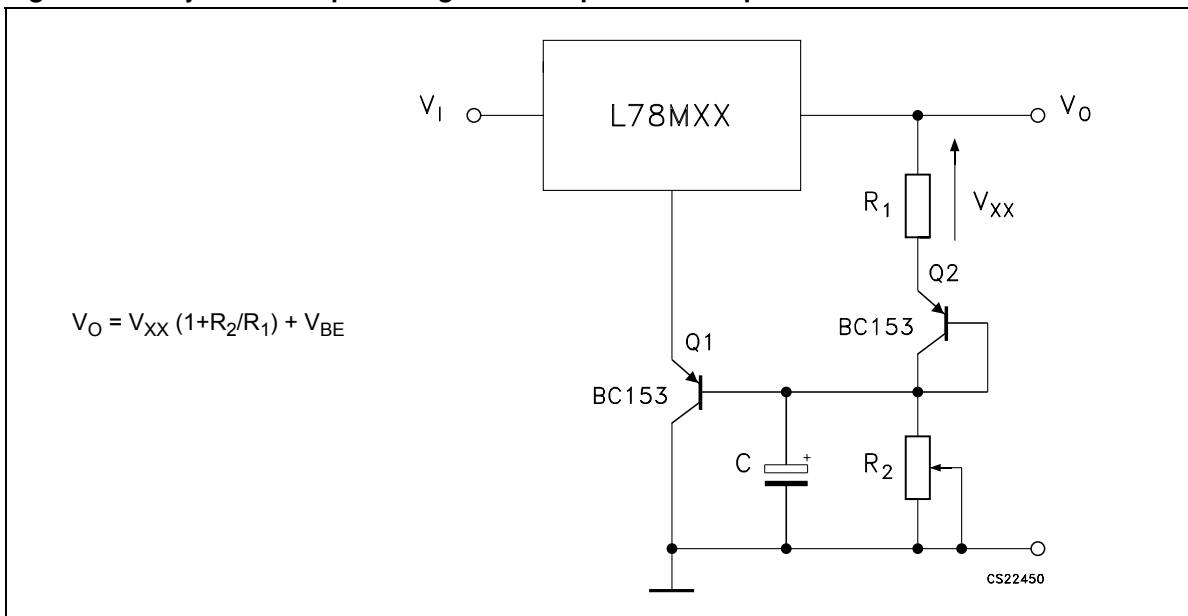 L78MXX
V_I
V_O
R_1
V_XX
Q2
V_O = V_XX (1+R_2/R_1) + V_BE
BC153
Q1
BC153
C
+
R_2
CS22450